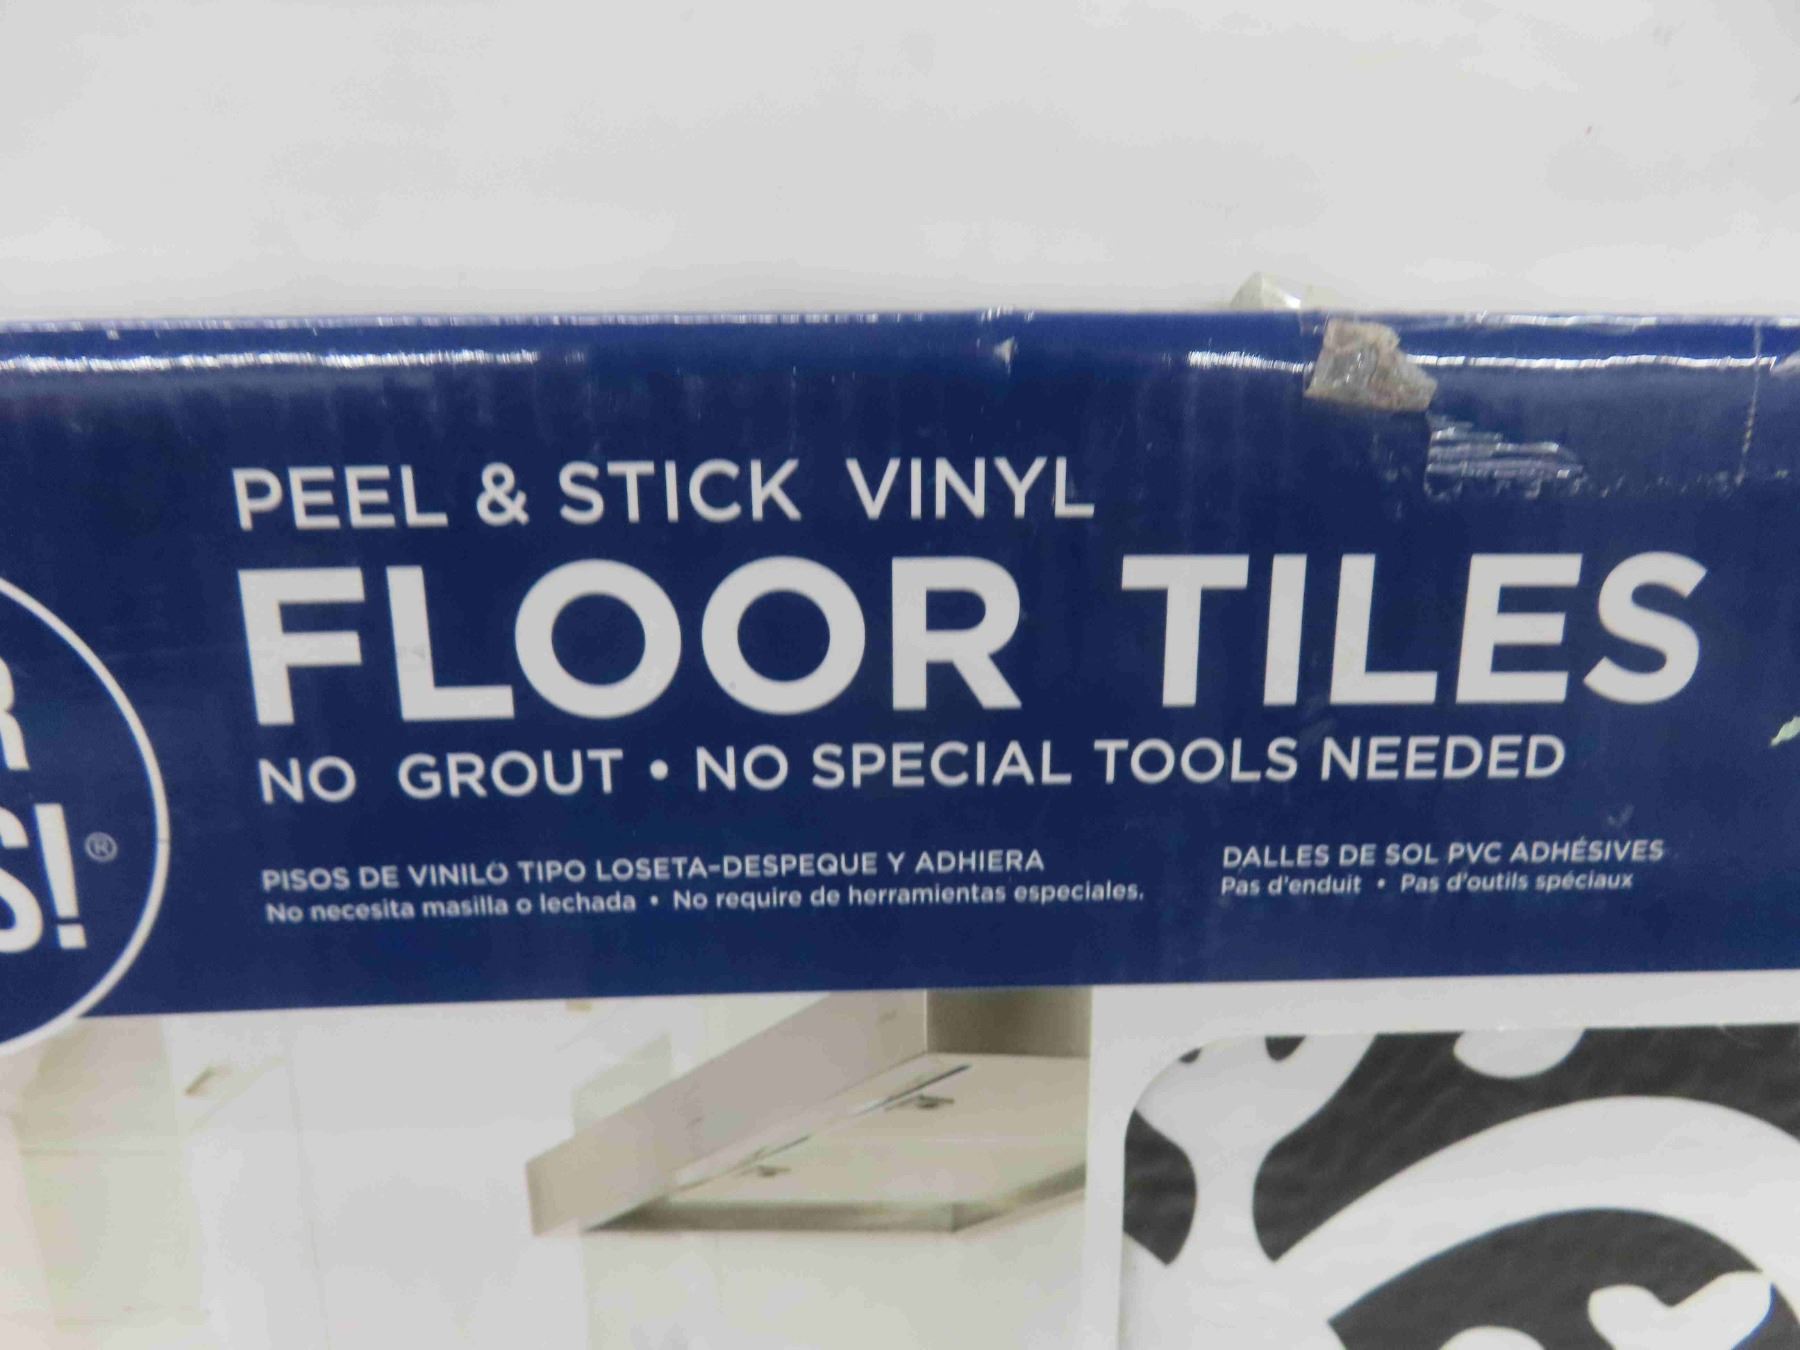 PEEL & STICK VINYL
FLOOR TILES
NO GROUT • NO SPECIAL TOOLS NEEDED
PISOS DE VINILO TIPO LOSETA-DESPEQUE Y ADHIERA
No necesita masilla o lechada • No require de herramientas especiales.
DALLES DE SOL PVC ADHÉSIVES
Pas d'enduit • Pas d'outils spéciaux